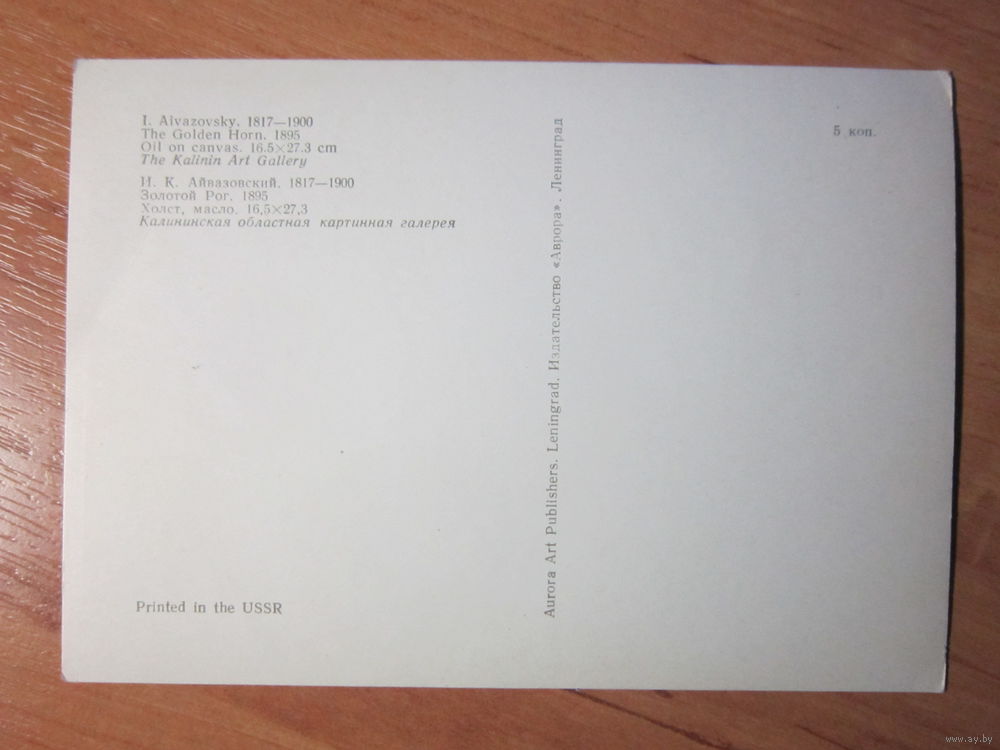 I. Aivazovsky. 1817—1900
The Golden Horn. 1895
Oil on canvas. 16.5×27.3 cm
The Kalinin Art Gallery
И. К. Айвазовский. 1817—1900
Золотой Рог. 1895
Холст, масло. 16,5×27,3
Калининская областная картинная галерея
Printed in the USSR
Aurora Art Publishers. Leningrad. Издательство «Аврора». Ленинград
5 коп.
www.ay.by